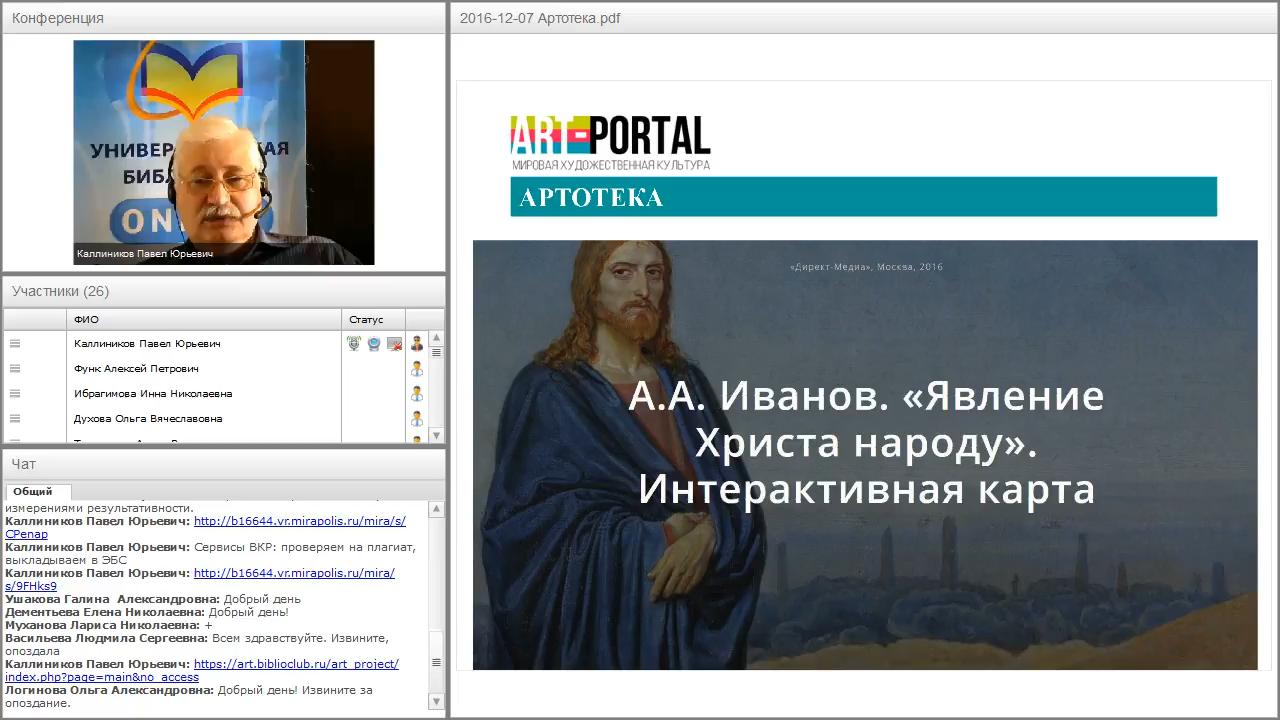 Конференция
УНИВЕР
СКАЯ
БИБЛ
ON
Каллиников Павел Юрьевич
Участники (26)
ФИО
Статус
Каллиников Павел Юрьевич
Функ Алексей Петрович
Ибрагимова Инна Николаевна
Духова Ольга Вячеславовна
Чат
Общий
измерениями результативности.
Каллиников Павел Юрьевич: http://b16644.vr.mirapolis.ru/mira/s/
CPenap
Каллиников Павел Юрьевич: Сервисы ВКР: проверяем на плагиат,
выкладываем в ЭБС
Каллиников Павел Юрьевич: http://b16644.vr.mirapolis.ru/mira/
s/9FHks9
Ушакова Галина Александровна: Добрый день
Дементьева Елена Николаевна: Добрый день!
Муханова Лариса Николаевна: +
Васильева Людмила Сергеевна: Всем здравствуйте. Извините,
опоздала
Каллиников Павел Юрьевич: https://art.biblioclub.ru/art_project/
index.php?page=main&no_access
Логинова Ольга Александровна: Добрый день! Извините за
опоздание.
2016-12-07 Артотека.pdf
ART-PORTAL
МИРОВАЯ ХУДОЖЕСТВЕННАЯ КУЛЬТУРА
АРТОТЕКА
«Директ-Медиа», Москва, 2016
А.А. Иванов. «Явление
Христа народу».
Интерактивная карта